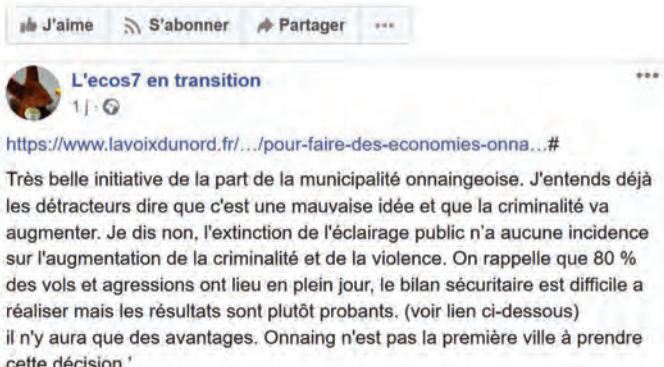 J'aime S'abonner Partager ...
L'ecos7 en transition ...
1 j ·
https://www.lavoixdunord.fr/…/pour-faire-des-economies-onna…#
Très belle initiative de la part de la municipalité onnaingeoise. J'entends déjà
les détracteurs dire que c'est une mauvaise idée et que la criminalité va
augmenter. Je dis non, l'extinction de l'éclairage public n'a aucune incidence
sur l'augmentation de la criminalité et de la violence. On rappelle que 80 %
des vols et agressions ont lieu en plein jour, le bilan sécuritaire est difficile a
réaliser mais les résultats sont plutôt probants. (voir lien ci-dessous)
il n'y aura que des avantages. Onnaing n'est pas la première ville à prendre
cette décision '